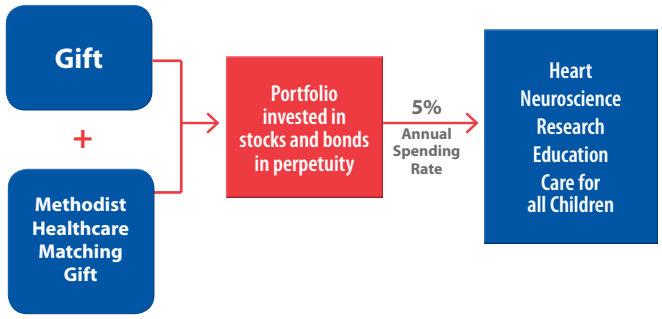 Gift
+
Methodist
Healthcare
Matching
Gift
Portfolio
invested in
stocks and bonds
in perpetuity
5%
Annual
Spending
Rate
Heart
Neuroscience
Research
Education
Care for
all Children